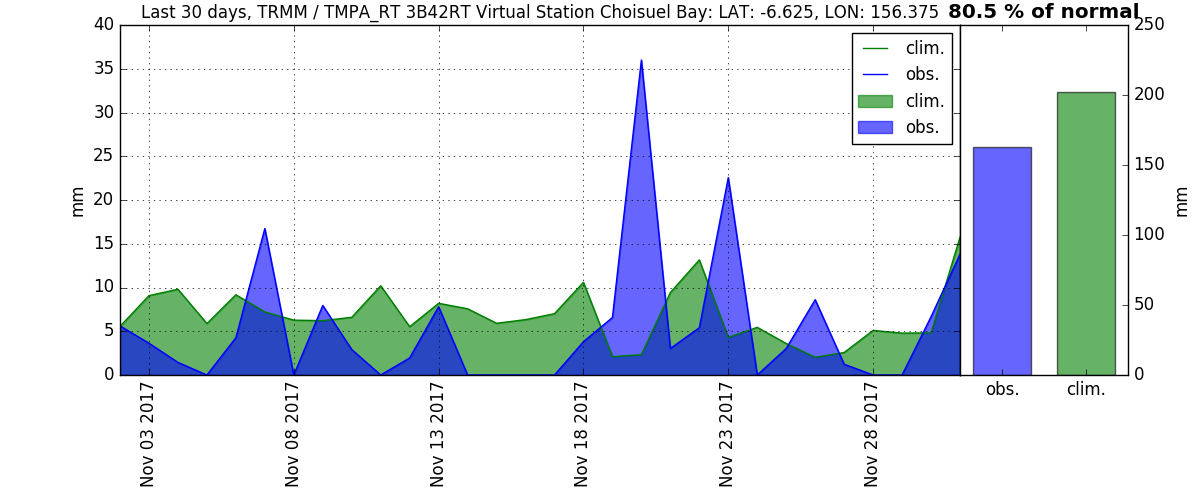 Last 30 days, TRMM / TMPA_RT 3B42RT Virtual Station Choisuel Bay: LAT: -6.625, LON: 156.375
80.5 % of normal
40
35
30
25
20
15
10
5
0
mm
clim.
obs.
clim.
obs.
Nov 03 2017
Nov 08 2017
Nov 13 2017
Nov 18 2017
Nov 23 2017
Nov 28 2017
250
200
150
100
50
0
mm
obs.
clim.